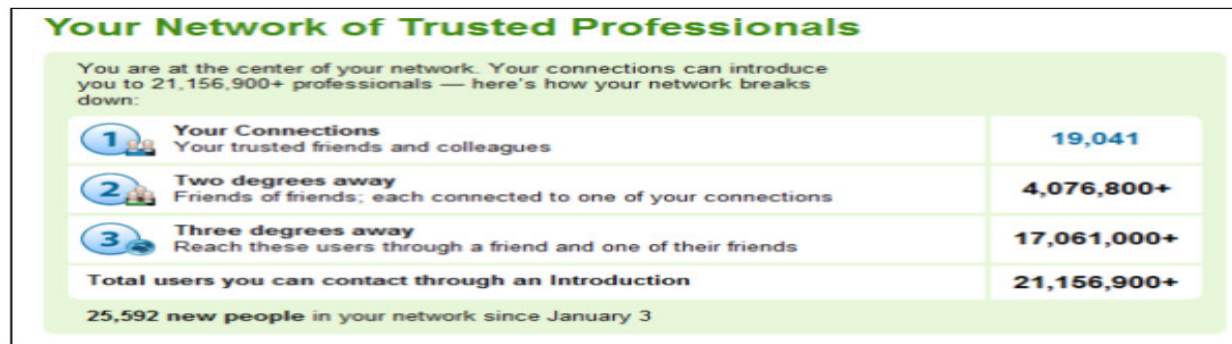 Your Network of Trusted Professionals
You are at the center of your network. Your connections can introduce
you to 21,156,900+ professionals — here's how your network breaks
down:
1 Your Connections 19,041
Your trusted friends and colleagues
2 Two degrees away 4,076,800+
Friends of friends; each connected to one of your connections
3 Three degrees away 17,061,000+
Reach these users through a friend and one of their friends
Total users you can contact through an Introduction 21,156,900+
25,592 new people in your network since January 3